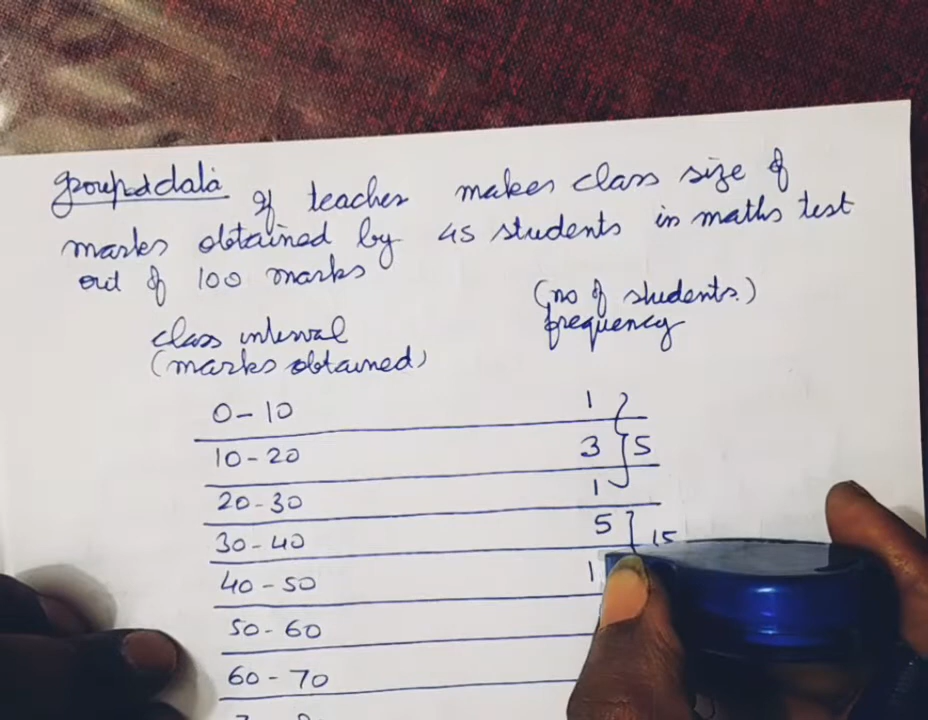 grouped data if teacher makes class size of
marks obtained by 45 students in maths test
out of 100 marks
class interval (no of students)
(marks obtained) frequency
0-10 1
10-20 3 5
20-30 1
30-40 5 15
40-50 1
50-60
60-70